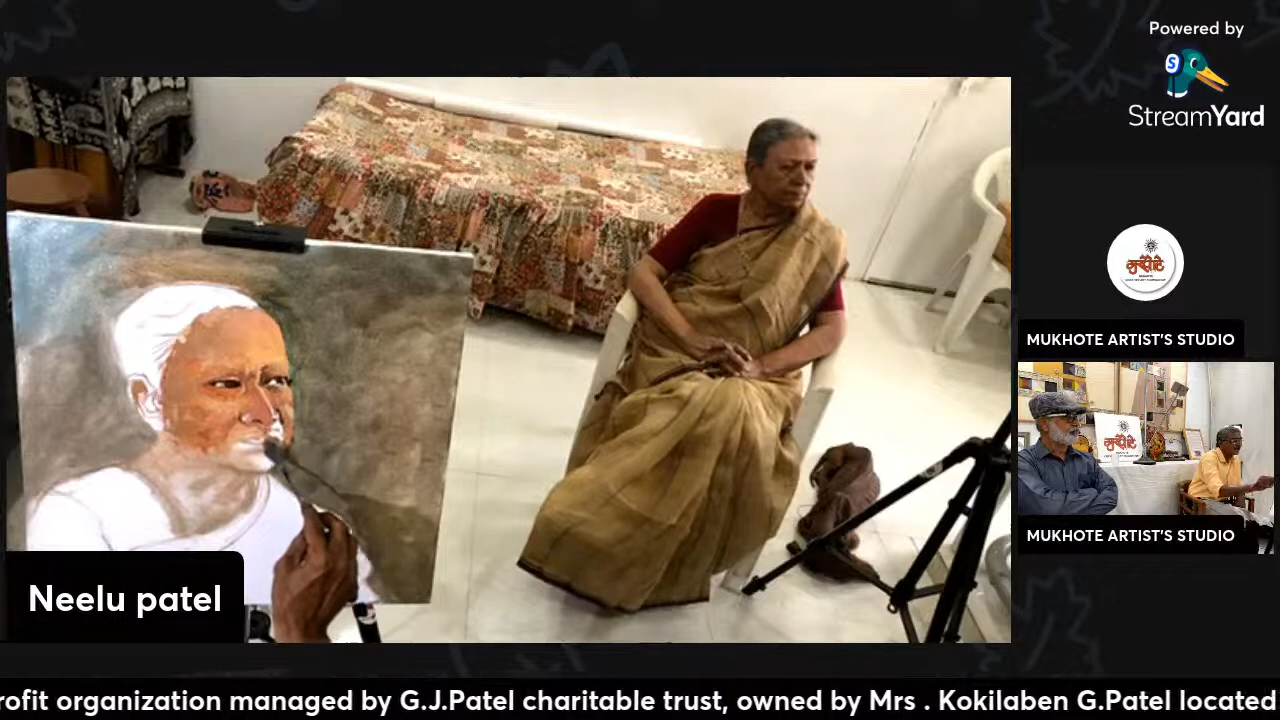 Powered by
StreamYard
मुखौटे
MUKHOTE ARTIST'S STUDIO
मुखौटे
MUKHOTE ARTIST'S STUDIO
Neelu patel
rofit organization managed by G.J.Patel charitable trust, owned by Mrs . Kokilaben G.Patel located